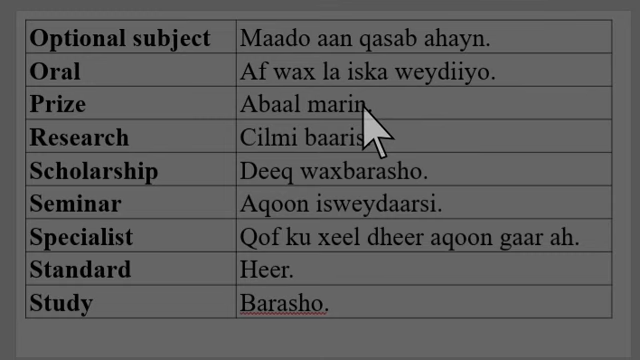 Optional subject Maado aan qasab ahayn.
Oral Af wax la iska weydiiyo.
Prize Abaal marin.
Research Cilmi baaris
Scholarship Deeq waxbarasho.
Seminar Aqoon isweydaarsi.
Specialist Qof ku xeel dheer aqoon gaar ah.
Standard Heer.
Study Barasho.